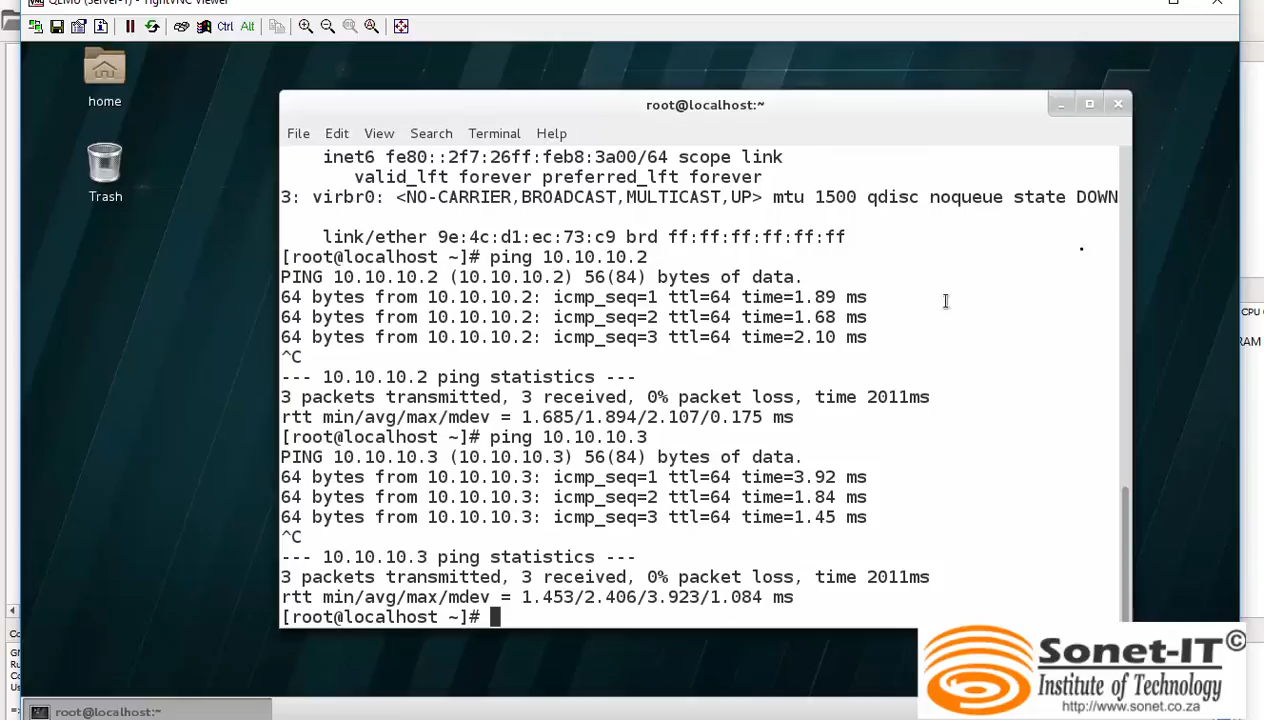 QEMU (Server-1) - TightVNC Viewer
Ctrl Alt
home
Trash
root@localhost:~
File Edit View Search Terminal Help
inet6 fe80::2f7:26ff:feb8:3a00/64 scope link
valid_lft forever preferred_lft forever
3: virbr0: <NO-CARRIER,BROADCAST,MULTICAST,UP> mtu 1500 qdisc noqueue state DOWN
link/ether 9e:4c:d1:ec:73:c9 brd ff:ff:ff:ff:ff:ff
[root@localhost ~]# ping 10.10.10.2
PING 10.10.10.2 (10.10.10.2) 56(84) bytes of data.
64 bytes from 10.10.10.2: icmp_seq=1 ttl=64 time=1.89 ms
64 bytes from 10.10.10.2: icmp_seq=2 ttl=64 time=1.68 ms
64 bytes from 10.10.10.2: icmp_seq=3 ttl=64 time=2.10 ms
^C
--- 10.10.10.2 ping statistics ---
3 packets transmitted, 3 received, 0% packet loss, time 2011ms
rtt min/avg/max/mdev = 1.685/1.894/2.107/0.175 ms
[root@localhost ~]# ping 10.10.10.3
PING 10.10.10.3 (10.10.10.3) 56(84) bytes of data.
64 bytes from 10.10.10.3: icmp_seq=1 ttl=64 time=3.92 ms
64 bytes from 10.10.10.3: icmp_seq=2 ttl=64 time=1.84 ms
64 bytes from 10.10.10.3: icmp_seq=3 ttl=64 time=1.45 ms
^C
--- 10.10.10.3 ping statistics ---
3 packets transmitted, 3 received, 0% packet loss, time 2011ms
rtt min/avg/max/mdev = 1.453/2.406/3.923/1.084 ms
[root@localhost ~]#
root@localhost:~
CPU
RAM
Sonet-IT©
Institute of Technology
http://www.sonet.co.za